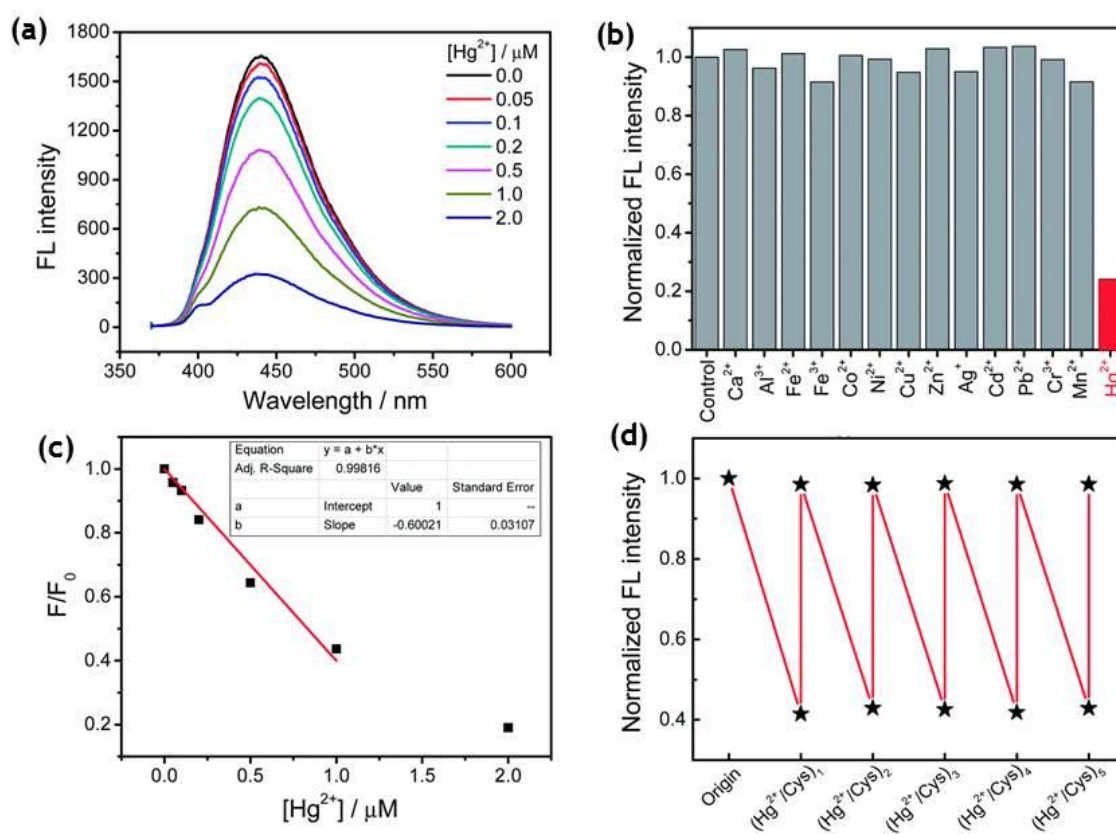 (a)
1800
1500
1200
900
600
300
0
FL intensity
350 400 450 500 550 600
Wavelength / nm
[Hg²⁺] / μM
0.0
0.05
0.1
0.2
0.5
1.0
2.0
(b)
1.0
0.8
0.6
0.4
0.2
0.0
Normalized FL intensity
Control
Ca²⁺
Al³⁺
Fe²⁺
Fe³⁺
Co²⁺
Ni²⁺
Cu²⁺
Zn²⁺
Ag⁺
Cd²⁺
Pb²⁺
Cr³⁺
Mn²⁺
Hg²⁺
(c)
1.0
0.8
0.6
0.4
0.2
F/F₀
0.0 0.5 1.0 1.5 2.0
[Hg²⁺] / μM
Equation y = a + b*x
Adj. R-Square 0.99816
Value Standard Error
a Intercept 1 --
b Slope -0.60021 0.03107
(d)
1.0
0.8
0.6
0.4
Normalized FL intensity
Origin
(Hg²⁺/Cys)₁
(Hg²⁺/Cys)₂
(Hg²⁺/Cys)₃
(Hg²⁺/Cys)₄
(Hg²⁺/Cys)₅